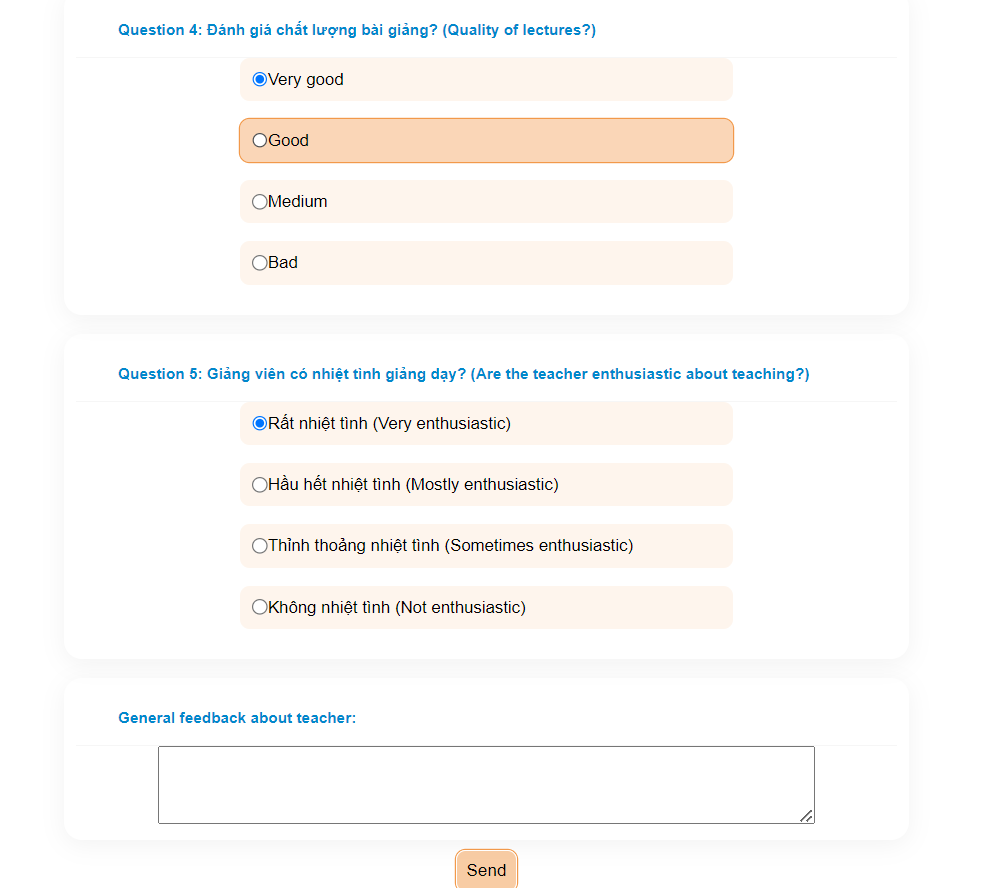 Question 4: Đánh giá chất lượng bài giảng? (Quality of lectures?)
Very good
Good
Medium
Bad
Question 5: Giảng viên có nhiệt tình giảng dạy? (Are the teacher enthusiastic about teaching?)
Rất nhiệt tình (Very enthusiastic)
Hầu hết nhiệt tình (Mostly enthusiastic)
Thỉnh thoảng nhiệt tình (Sometimes enthusiastic)
Không nhiệt tình (Not enthusiastic)
General feedback about teacher:
Send